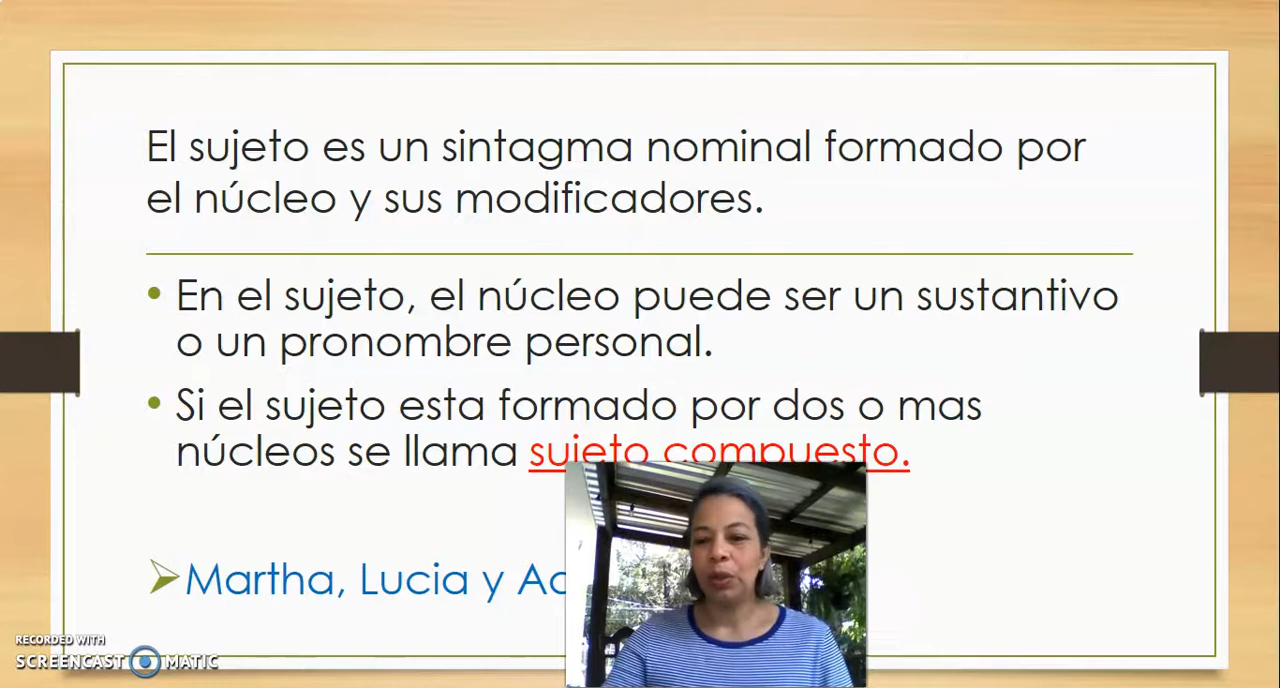 El sujeto es un sintagma nominal formado por
el núcleo y sus modificadores.
• En el sujeto, el núcleo puede ser un sustantivo
o un pronombre personal.
• Si el sujeto esta formado por dos o mas
núcleos se llama sujeto compuesto.
Martha, Lucia y
RECORDED WITH
SCREENCAST MATIC